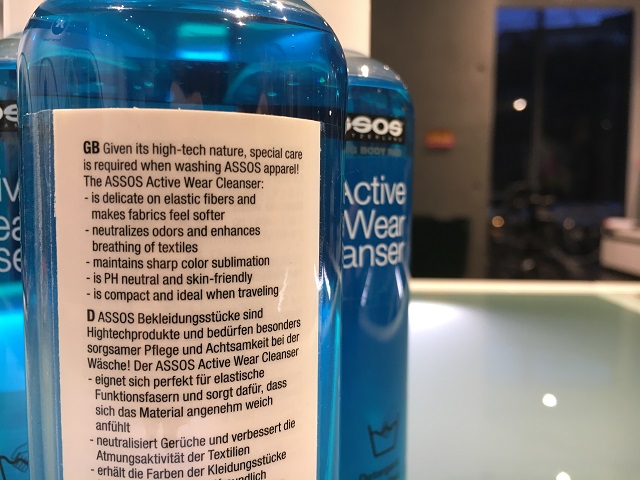 GB Given its high-tech nature, special care
is required when washing ASSOS apparel!
The ASSOS Active Wear Cleanser:
- is delicate on elastic fibers and
makes fabrics feel softer
- neutralizes odors and enhances
breathing of textiles
- maintains sharp color sublimation
- is PH neutral and skin-friendly
- is compact and ideal when traveling
D ASSOS Bekleidungsstücke sind
Hightechprodukte und bedürfen besonders
sorgsamer Pflege und Achtsamkeit bei der
Wäsche! Der ASSOS Active Wear Cleanser
- eignet sich perfekt für elastische
Funktionsfasern und sorgt dafür, dass
sich das Material angenehm weich
anfühlt
- neutralisiert Gerüche und verbessert die
Atmungsaktivität der Textilien
- erhält die Farben der Kleidungsstücke
Active
Wear
anser